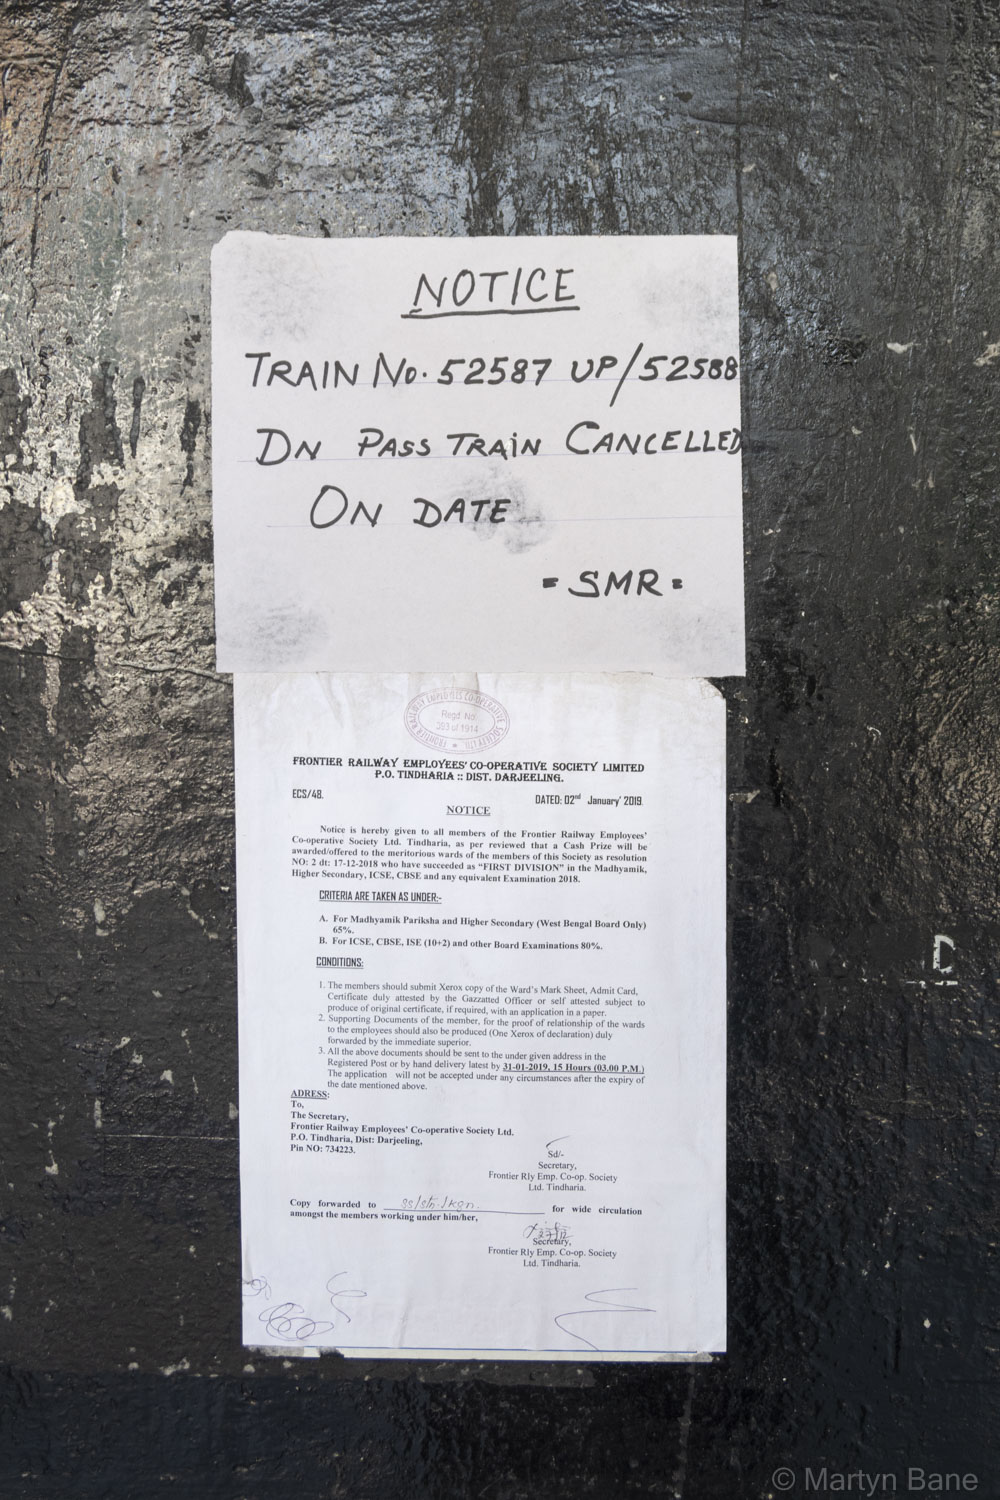 NOTICE
TRAIN No. 52587 UP/52588
DN PASS TRAIN CANCELLED
ON DATE
= SMR =
FRONTIER RAILWAY EMPLOYEES CO-OPERATIVE SOCIETY LTD.
Regd No.
393 of 1914
FRONTIER RAILWAY EMPLOYEES' CO-OPERATIVE SOCIETY LIMITED
P.O. TINDHARIA :: DIST. DARJEELING.
ECS/48.
DATED: 02nd January' 2019.
NOTICE
Notice is hereby given to all members of the Frontier Railway Employees'
Co-operative Society Ltd. Tindharia, as per reviewed that a Cash Prize will be
awarded/offered to the meritorious wards of the members of this Society as resolution
NO: 2 dt: 17-12-2018 who have succeeded as “FIRST DIVISION” in the Madhyamik,
Higher Secondary, ICSE, CBSE and any equivalent Examination 2018.
CRITERIA ARE TAKEN AS UNDER:-
A. For Madhyamik Pariksha and Higher Secondary (West Bengal Board Only)
65%.
B. For ICSE, CBSE, ISE (10+2) and other Board Examinations 80%.
CONDITIONS:
1. The members should submit Xerox copy of the Ward's Mark Sheet, Admit Card,
Certificate duly attested by the Gazzatted Officer or self attested subject to
produce of original certificate, if required, with an application in a paper.
2. Supporting Documents of the member, for the proof of relationship of the wards
to the employees should also be produced (One Xerox of declaration) duly
forwarded by the immediate superior.
3. All the above documents should be sent to the under given address in the
Registered Post or by hand delivery latest by 31-01-2019, 15 Hours (03.00 P.M.)
The application will not be accepted under any circumstances after the expiry of
the date mentioned above.
ADRESS:
To,
The Secretary,
Frontier Railway Employees' Co-operative Society Ltd.
P.O. Tindharia, Dist: Darjeeling,
Pin NO: 734223.
Sd/-
Secretary,
Frontier Rly Emp. Co-op. Society
Ltd. Tindharia.
Copy forwarded to SS/Stn./KGN. for wide circulation
amongst the members working under him/her,
Secretary,
Frontier Rly Emp. Co-op. Society
Ltd. Tindharia.
© Martyn Bane